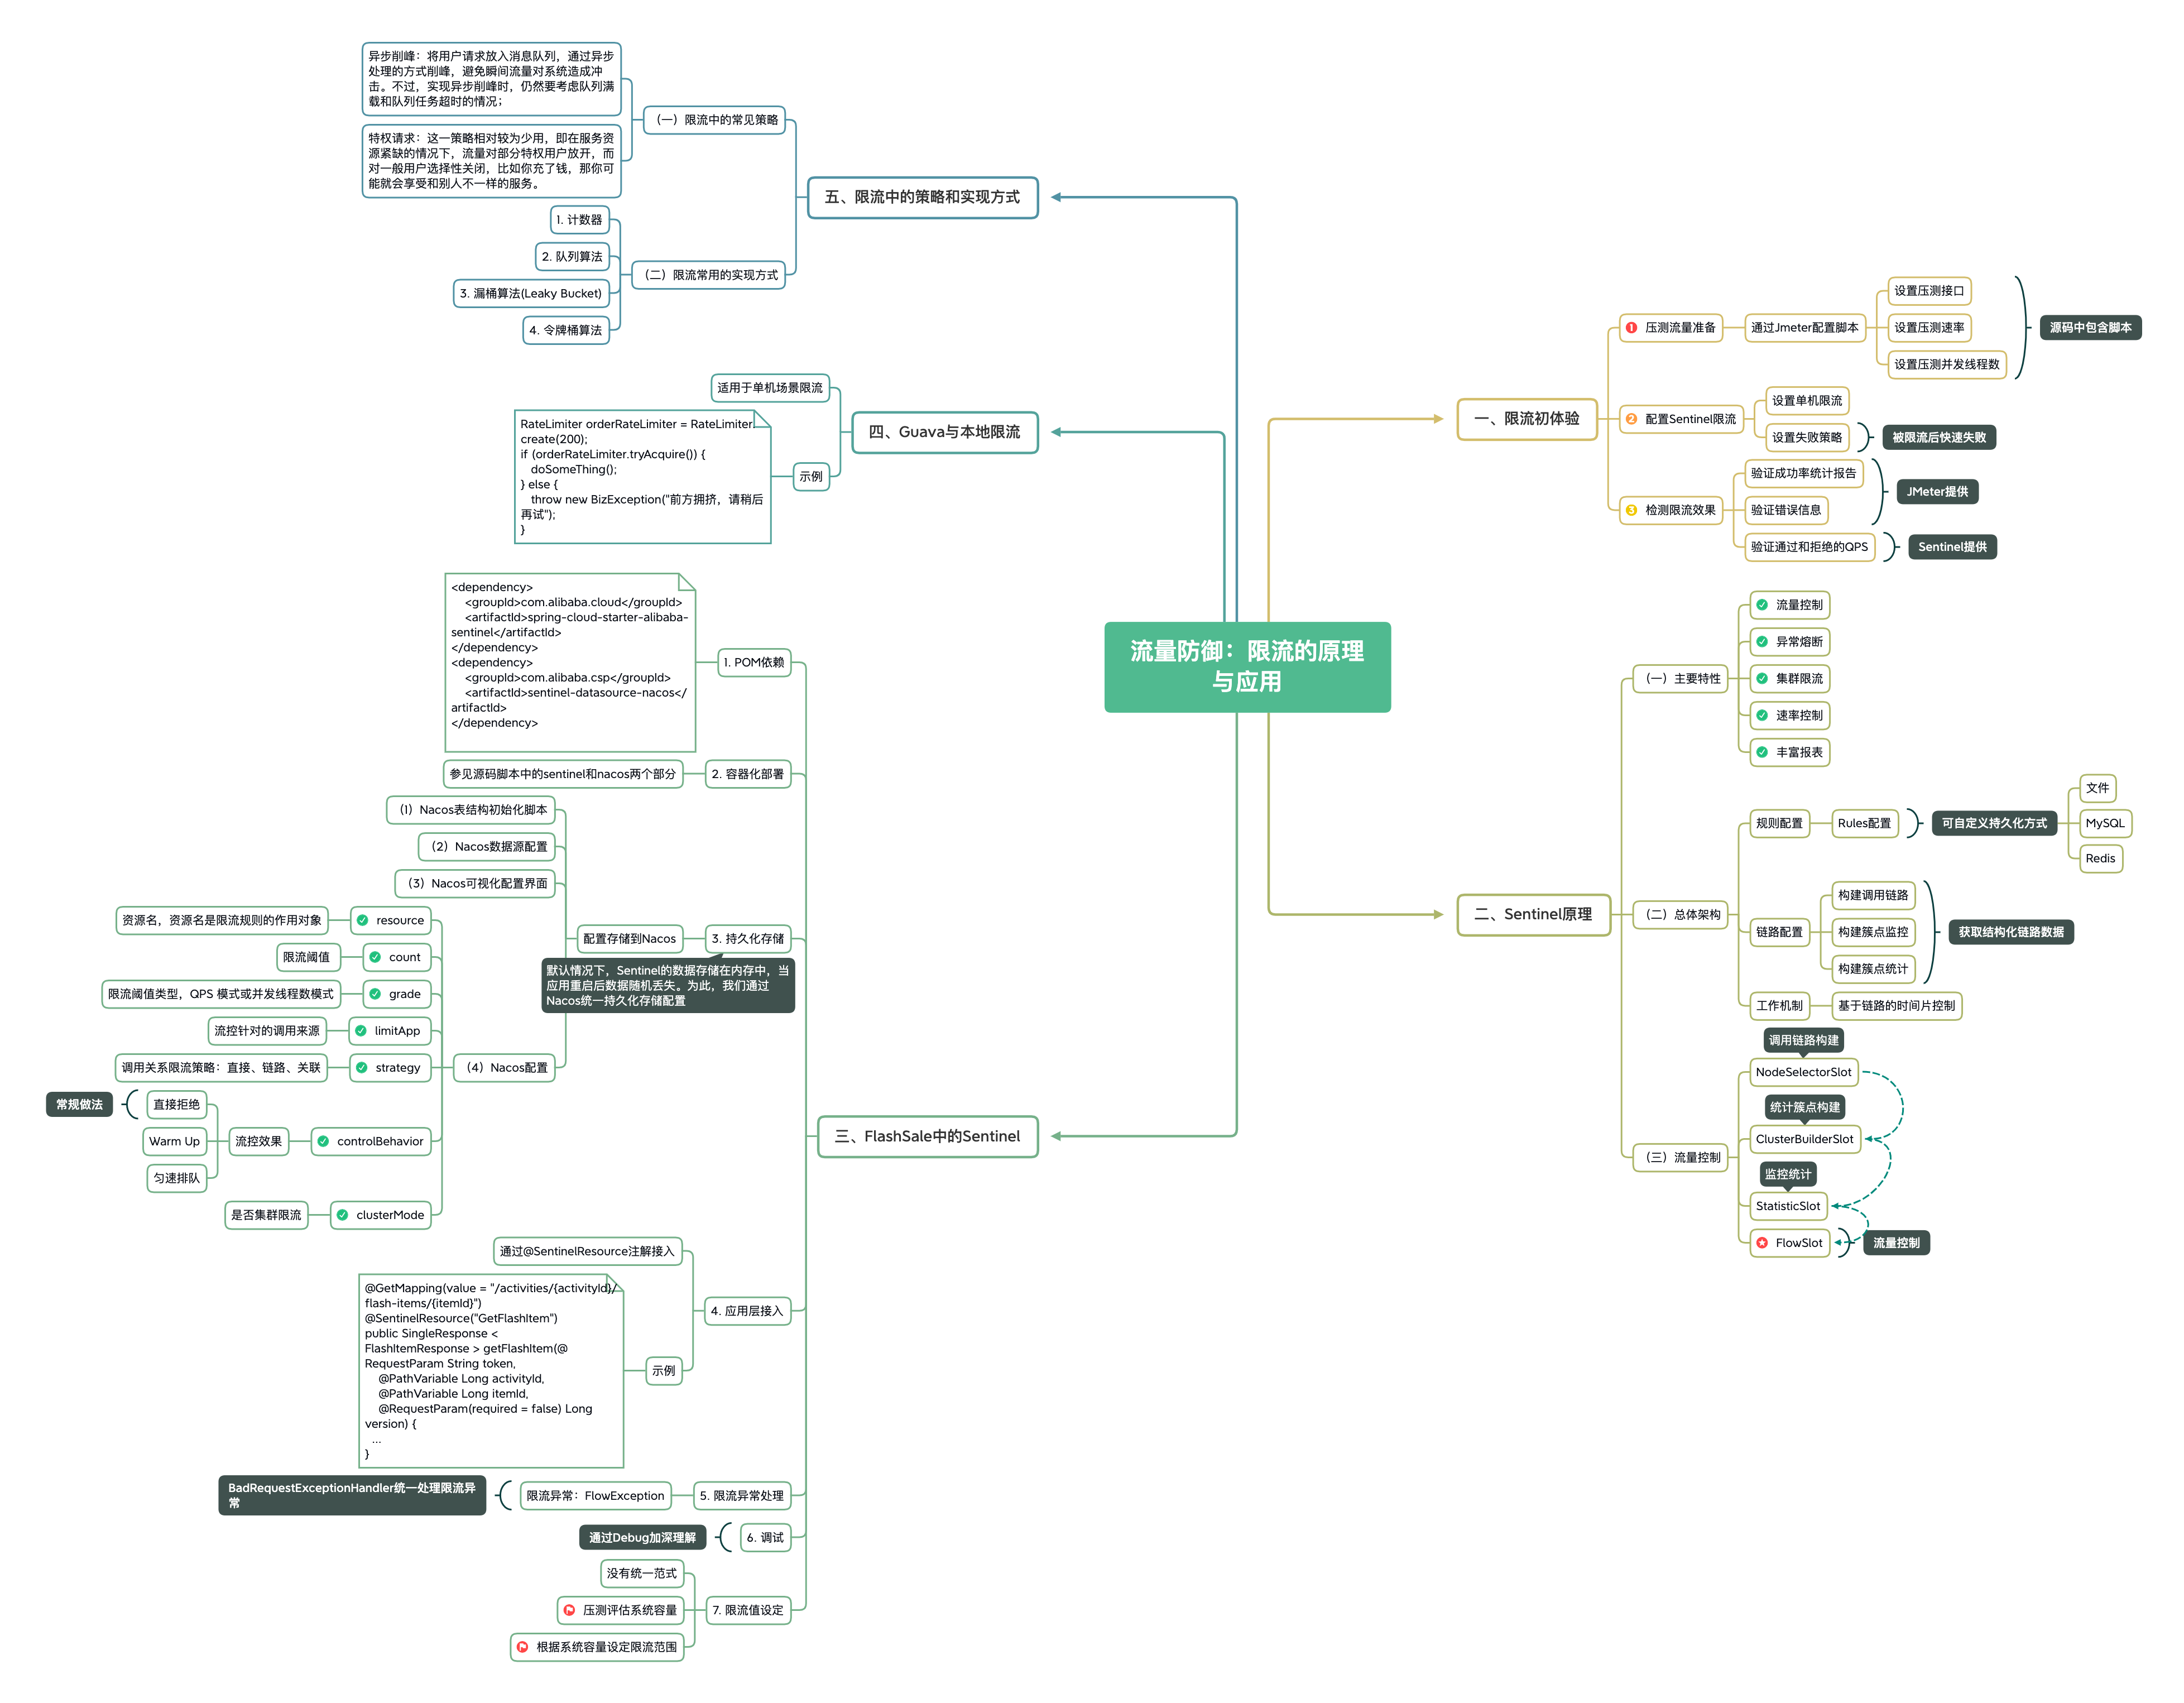 流量防御：限流的原理
与应用
一、限流初体验
1 压测流量准备
通过Jmeter配置脚本
设置压测接口
设置压测速率
设置压测并发线程数
源码中包含脚本
2 配置Sentinel限流
设置单机限流
设置失败策略
被限流后快速失败
3 检测限流效果
验证成功率统计报告
验证错误信息
JMeter提供
验证通过和拒绝的QPS
Sentinel提供
二、Sentinel原理
（一）主要特性
流量控制
异常熔断
集群限流
速率控制
丰富报表
（二）总体架构
规则配置
Rules配置
可自定义持久化方式
文件
MySQL
Redis
链路配置
构建调用链路
构建簇点监控
构建簇点统计
获取结构化链路数据
工作机制
基于链路的时间片控制
（三）流量控制
调用链路构建
NodeSelectorSlot
统计簇点构建
ClusterBuilderSlot
监控统计
StatisticSlot
FlowSlot
流量控制
三、FlashSale中的Sentinel
1. POM依赖
<dependency>
<groupId>com.alibaba.cloud</groupId>
<artifactId>spring-cloud-starter-alibaba-
sentinel</artifactId>
</dependency>
<dependency>
<groupId>com.alibaba.csp</groupId>
<artifactId>sentinel-datasource-nacos</
artifactId>
</dependency>
2. 容器化部署
参见源码脚本中的sentinel和nacos两个部分
3. 持久化存储
默认情况下，Sentinel的数据存储在内存中，当
应用重启后数据随机丢失。为此，我们通过
Nacos统一持久化存储配置
配置存储到Nacos
（1）Nacos表结构初始化脚本
（2）Nacos数据源配置
（3）Nacos可视化配置界面
（4）Nacos配置
resource
资源名，资源名是限流规则的作用对象
count
限流阈值
grade
限流阈值类型，QPS 模式或并发线程数模式
limitApp
流控针对的调用来源
strategy
调用关系限流策略：直接、链路、关联
controlBehavior
流控效果
直接拒绝
常规做法
Warm Up
匀速排队
clusterMode
是否集群限流
4. 应用层接入
通过@SentinelResource注解接入
示例
@GetMapping(value = "/activities/{activityId}/
flash-items/{itemId}")
@SentinelResource("GetFlashItem")
public SingleResponse <
FlashItemResponse > getFlashItem(@
RequestParam String token,
@PathVariable Long activityId,
@PathVariable Long itemId,
@RequestParam(required = false) Long
version) {
...
}
5. 限流异常处理
限流异常：FlowException
BadRequestExceptionHandler统一处理限流异
常
6. 调试
通过Debug加深理解
7. 限流值设定
没有统一范式
压测评估系统容量
根据系统容量设定限流范围
四、Guava与本地限流
适用于单机场景限流
示例
RateLimiter orderRateLimiter = RateLimiter.
create(200);
if (orderRateLimiter.tryAcquire()) {
doSomeThing();
} else {
throw new BizException("前方拥挤，请稍后
再试");
}
五、限流中的策略和实现方式
（一）限流中的常见策略
异步削峰：将用户请求放入消息队列，通过异步
处理的方式削峰，避免瞬间流量对系统造成冲
击。不过，实现异步削峰时，仍然要考虑队列满
载和队列任务超时的情况；
特权请求：这一策略相对较为少用，即在服务资
源紧缺的情况下，流量对部分特权用户放开，而
对一般用户选择性关闭，比如你充了钱，那你可
能就会享受和别人不一样的服务。
（二）限流常用的实现方式
1. 计数器
2. 队列算法
3. 漏桶算法(Leaky Bucket)
4. 令牌桶算法